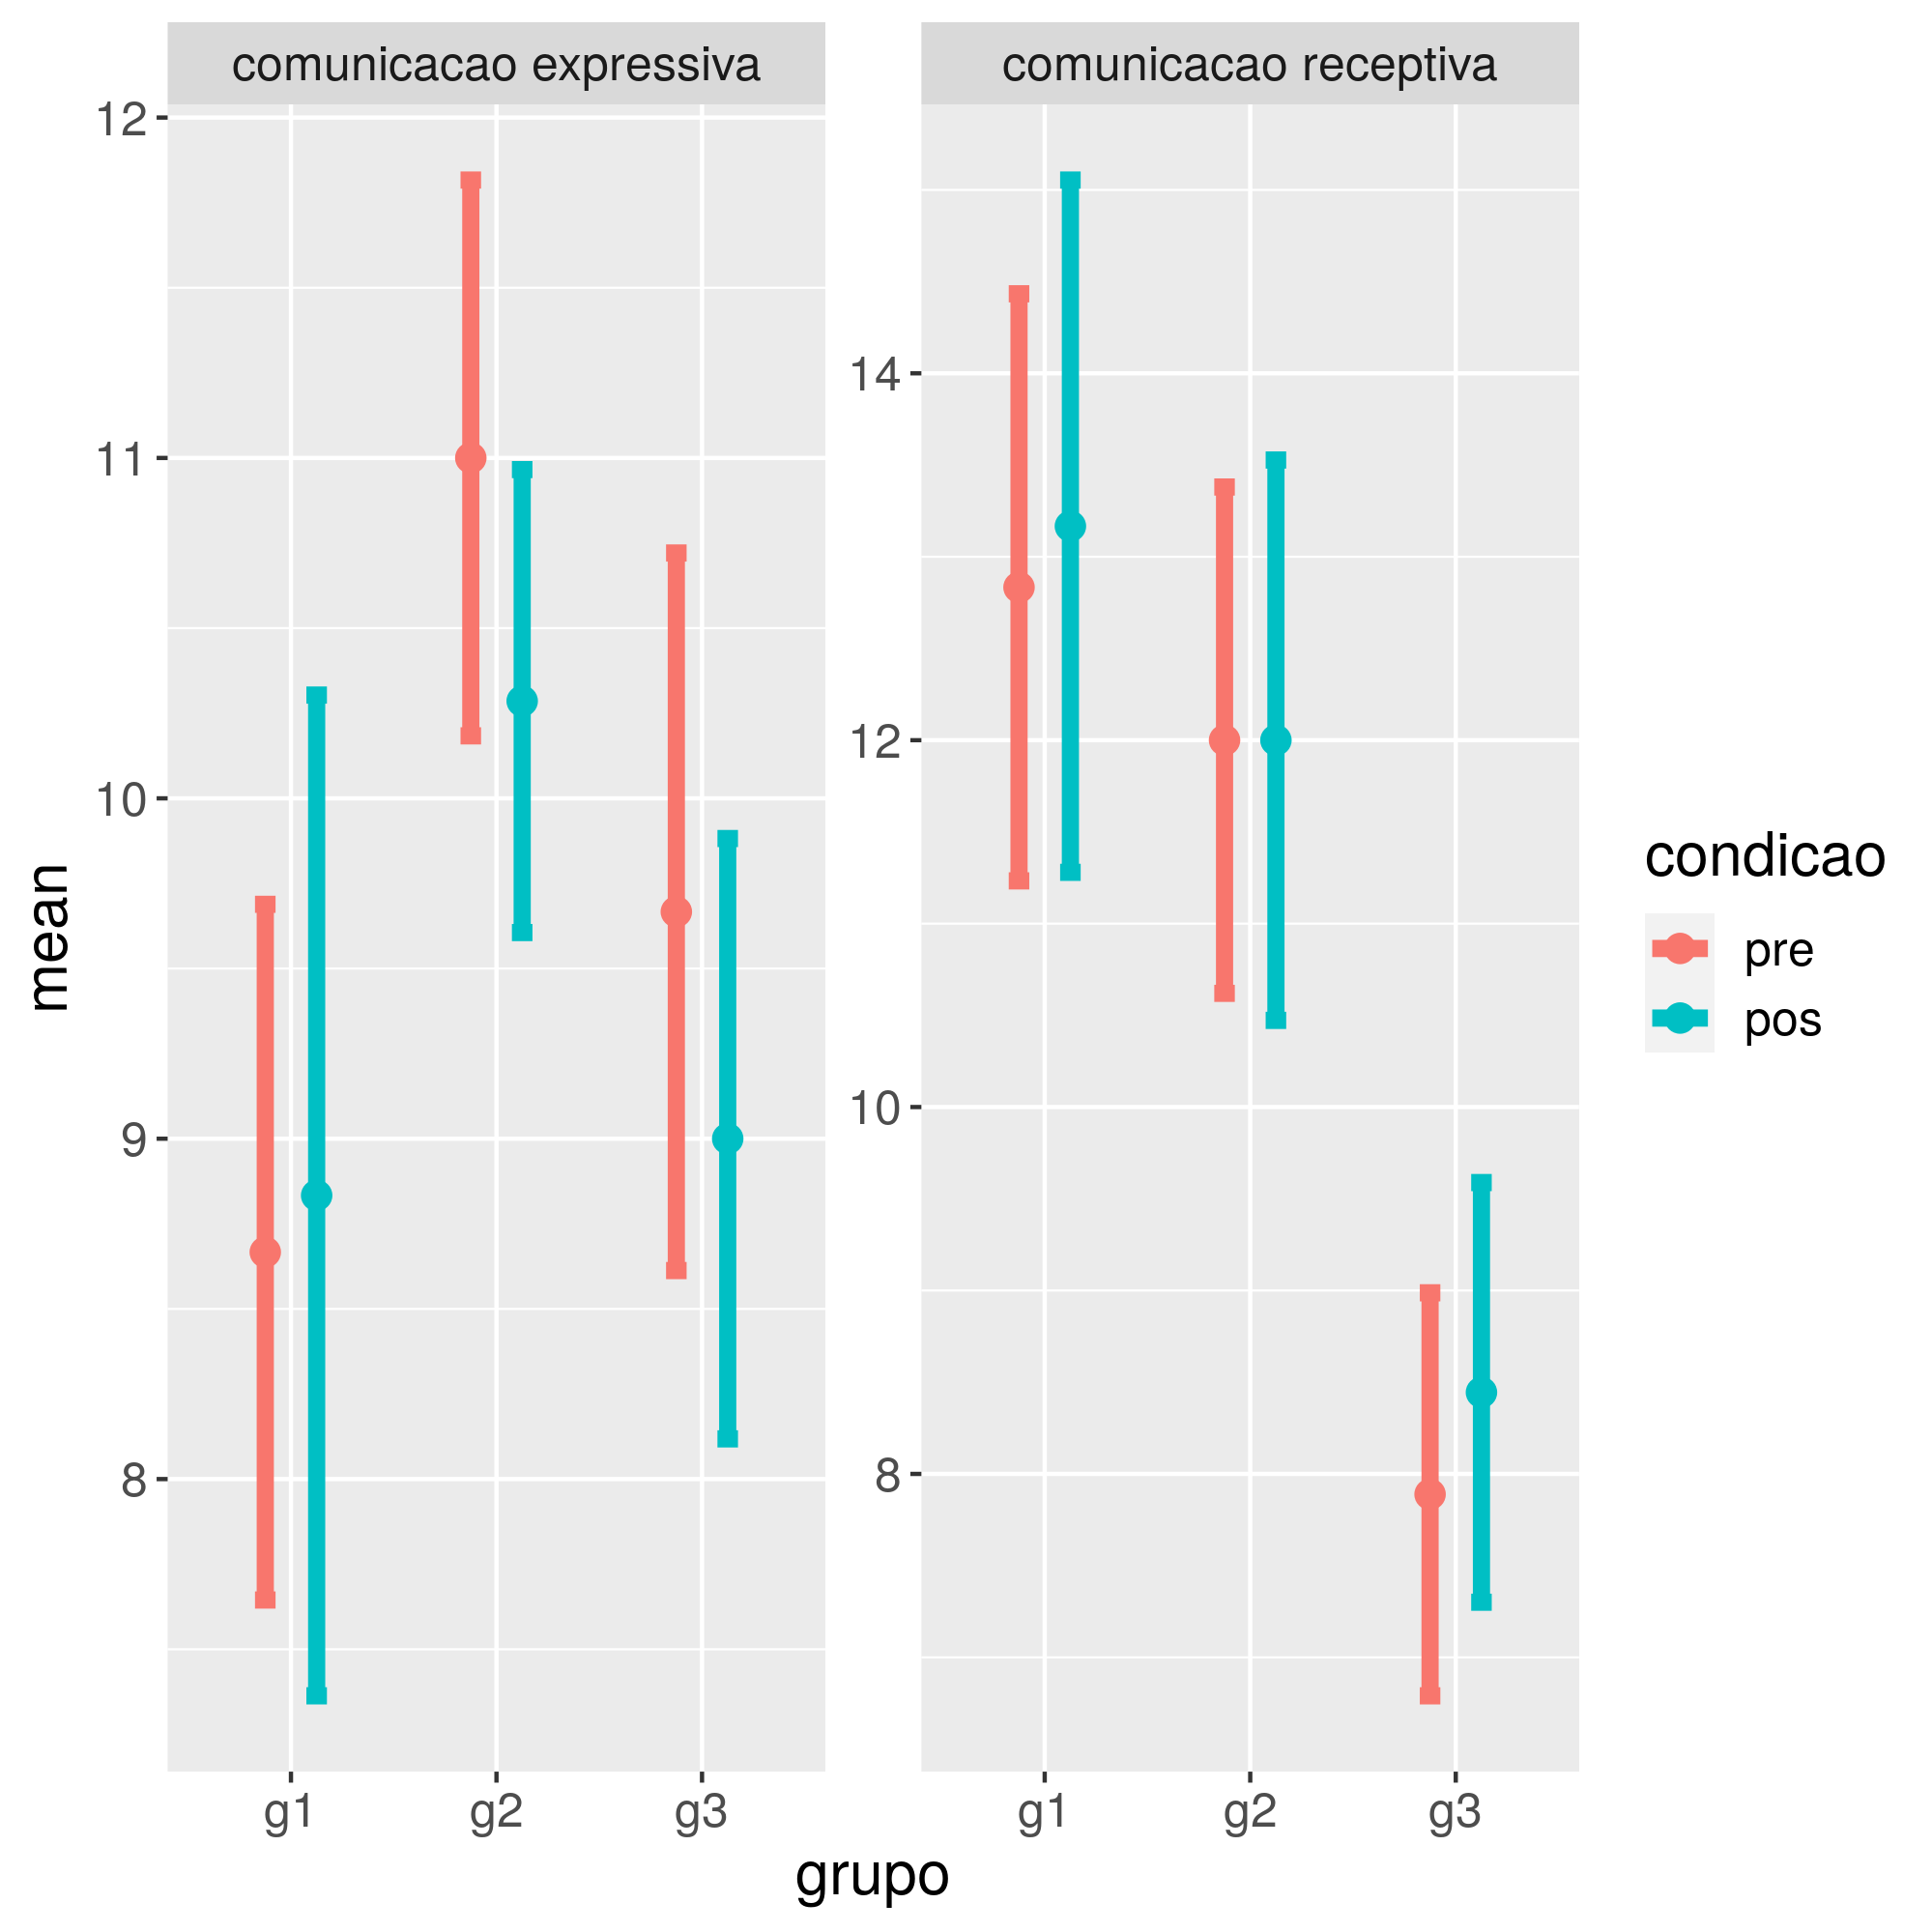 comunicacao expressiva
comunicacao receptiva
12
11
10
9
8
14
12
10
8
mean
g1
g2
g3
g1
g2
g3
grupo
condicao
pre
pos